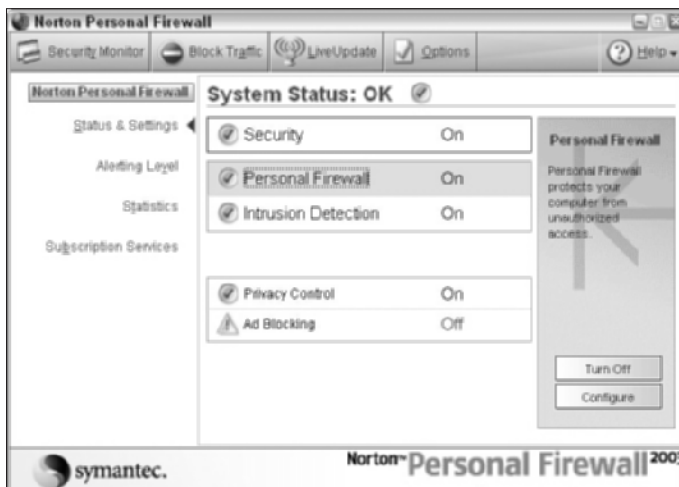 Norton Personal Firewall
Security Monitor
Block Traffic
LiveUpdate
Options
Help
Norton Personal Firewall
Status & Settings
Alerting Level
Statistics
Subscription Services
System Status: OK
Security On
Personal Firewall On
Intrusion Detection On
Privacy Control On
Ad Blocking Off
Personal Firewall
Personal Firewall
protects your
computer from
unauthorized
access.
Turn Off
Configure
symantec.
Norton™ Personal Firewall